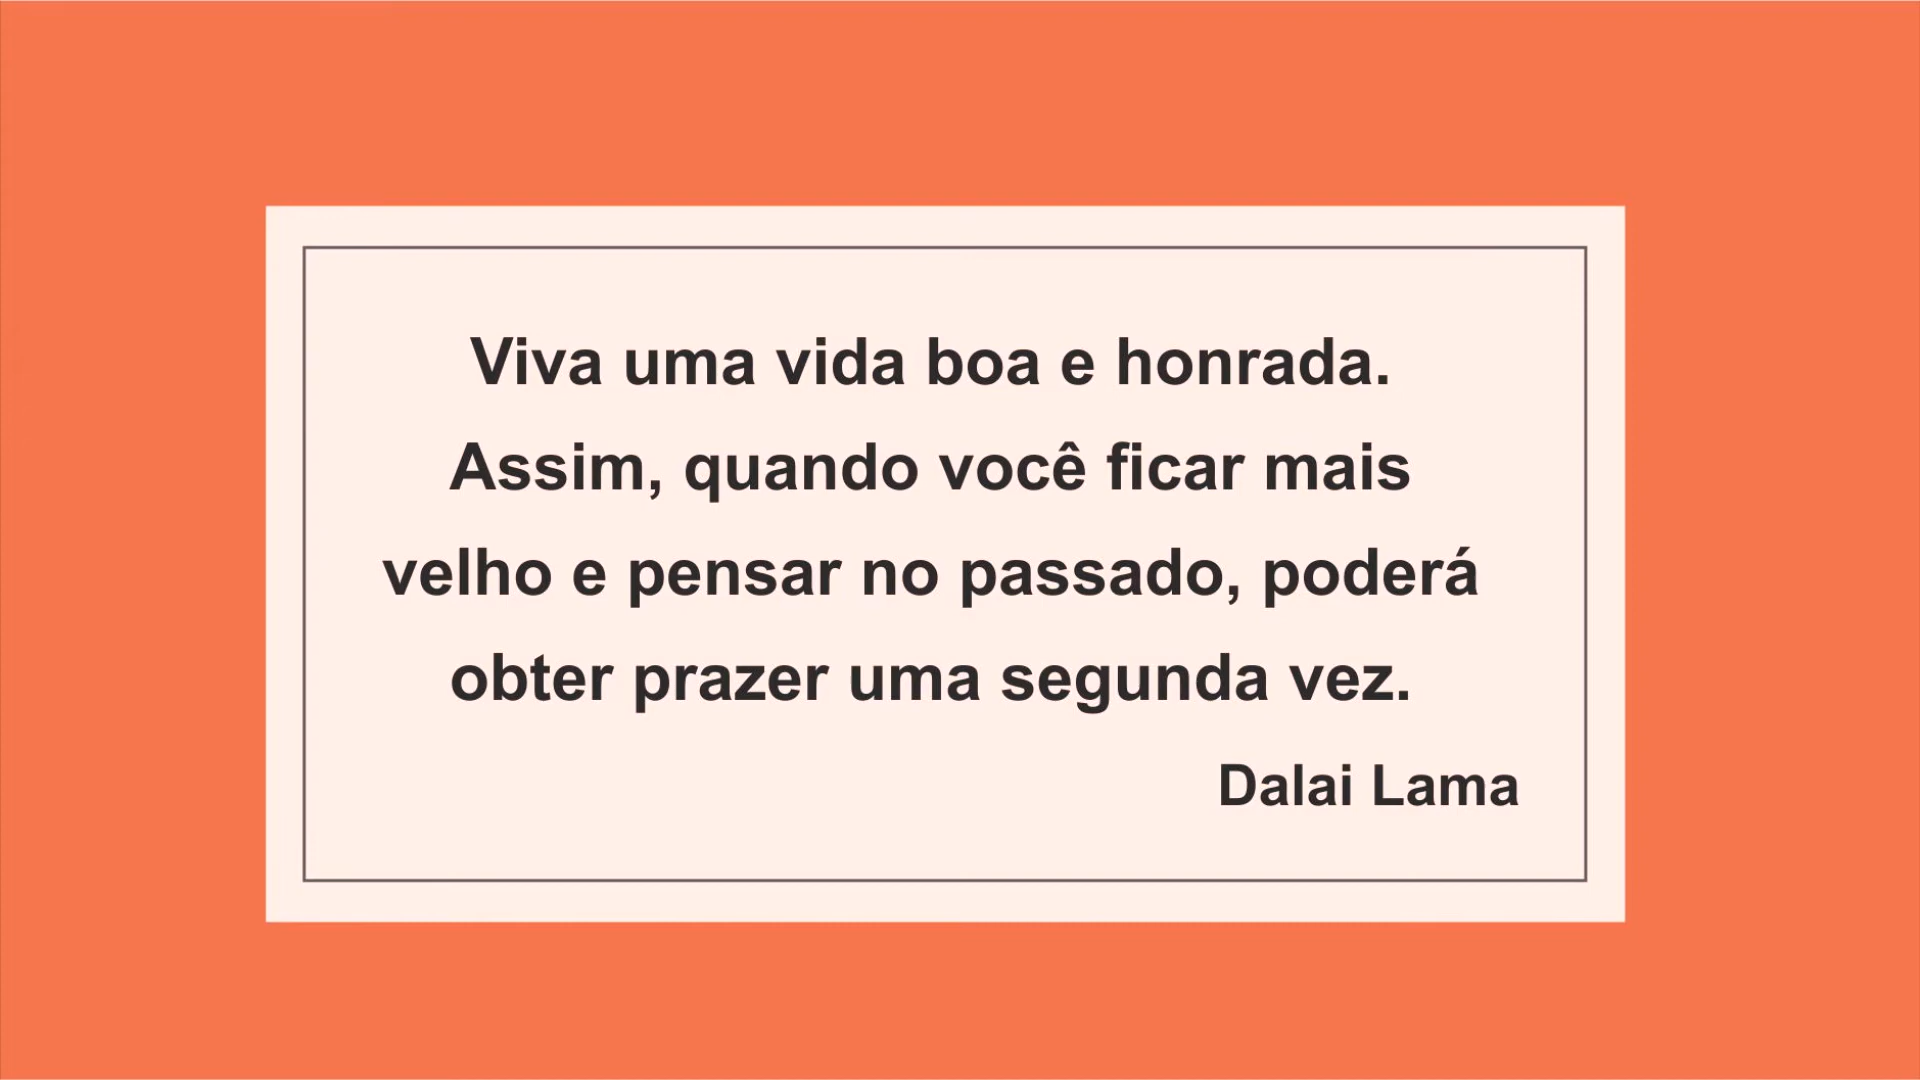 Viva uma vida boa e honrada.
Assim, quando você ficar mais
velho e pensar no passado, poderá
obter prazer uma segunda vez.
Dalai Lama